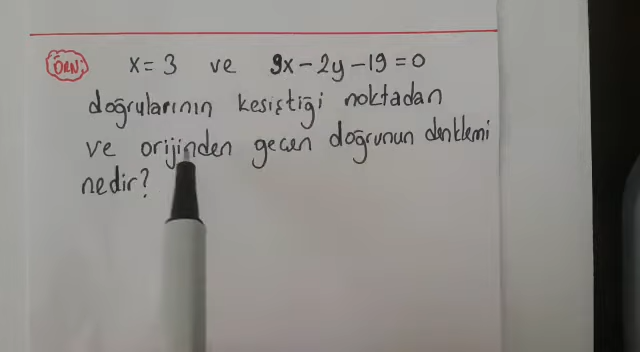 ÖRN: x = 3 ve 9x - 2y - 19 = 0
doğrularının kesiştiği noktadan
ve orijinden geçen doğrunun denklemi
nedir?